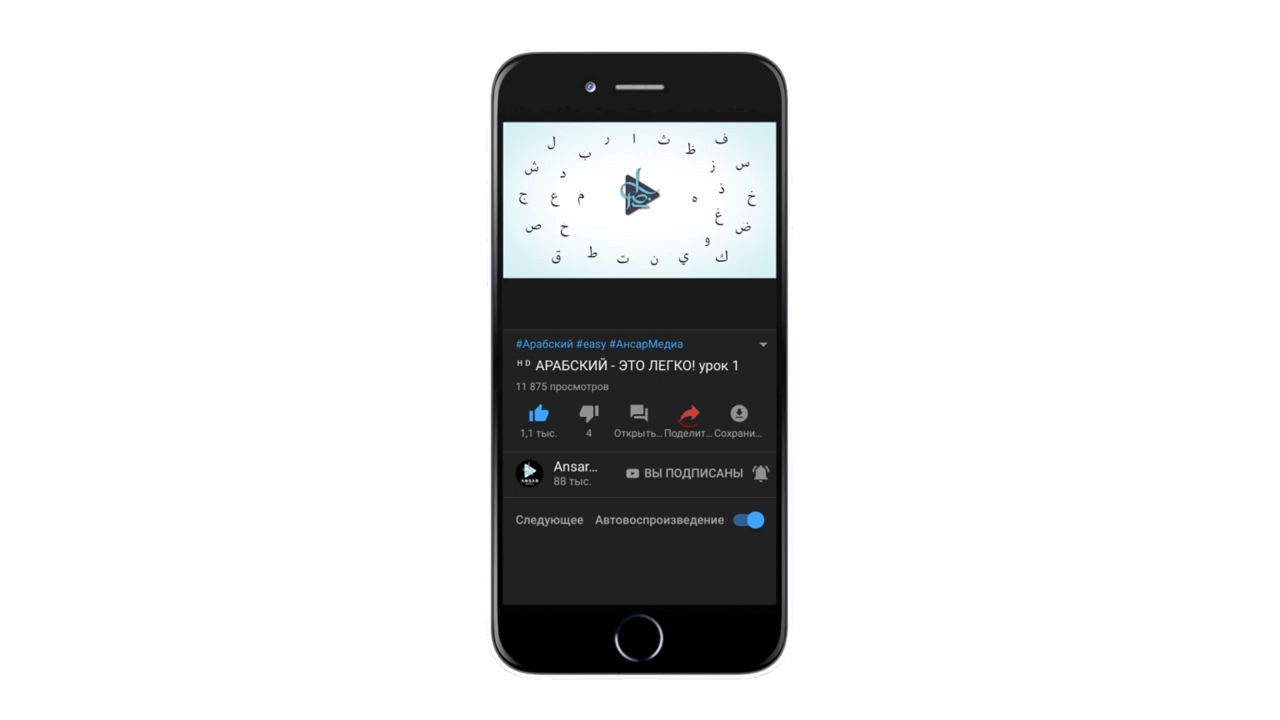 ل ر ا ث ف
ب ظ
ش د ز س
ج ع م ه ذ خ
ص ح غ ض
و
ق ط ت ن ي ك
#Арабский #easy #АнсарМедиа
ᴴ ᴰ АРАБСКИЙ - ЭТО ЛЕГКО! урок 1
11 875 просмотров
1,1 тыс. 4 Открыть... Поделит... Сохрани...
Ansar... ВЫ ПОДПИСАНЫ
88 тыс.
ANSAR
Следующее Автовоспроизведение